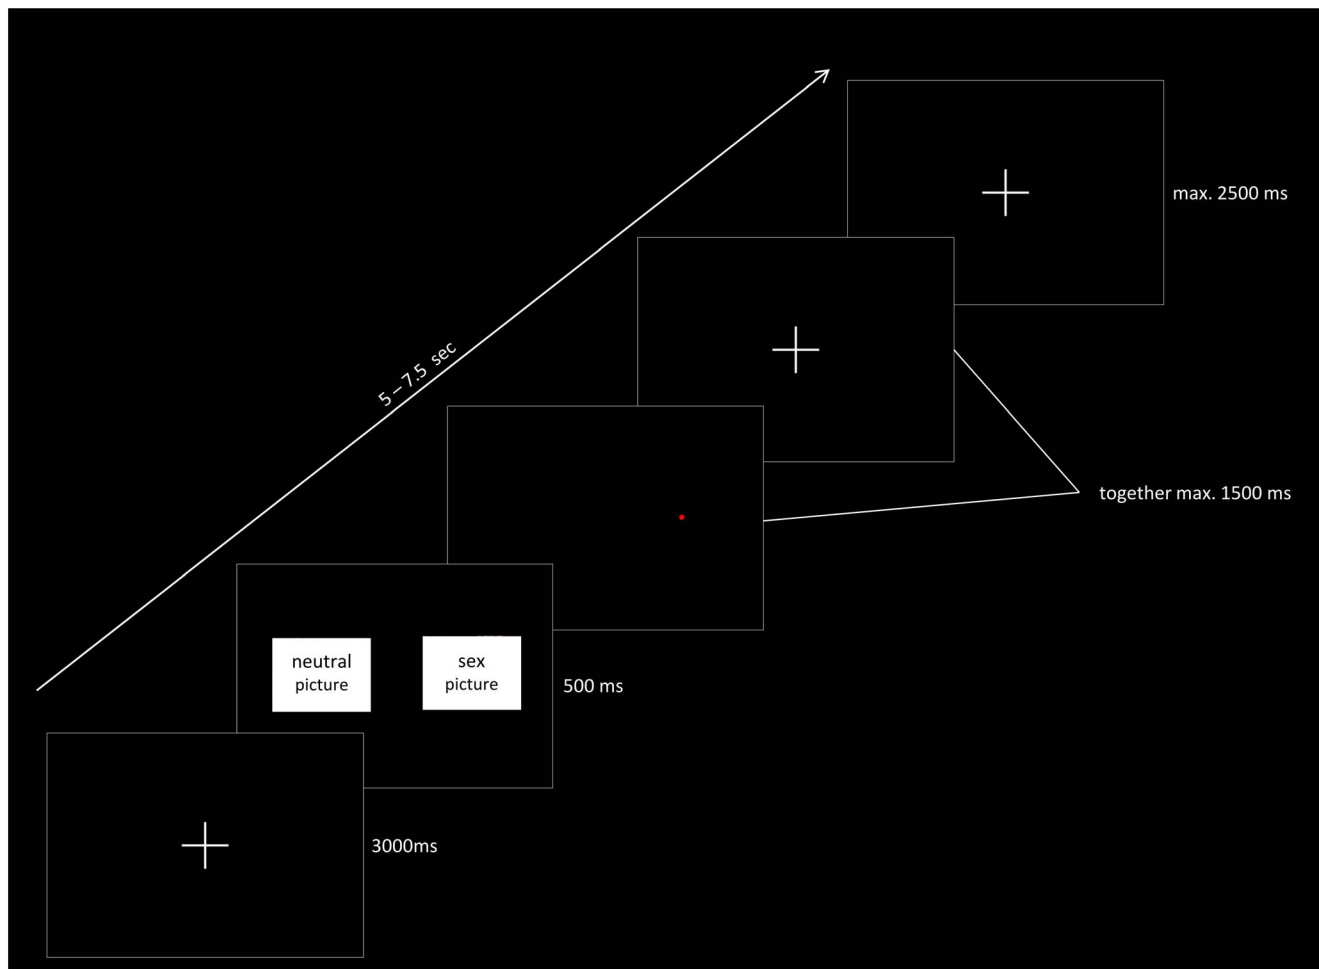 max. 2500 ms
5 – 7.5 sec
together max. 1500 ms
neutral
picture
sex
picture
500 ms
3000ms